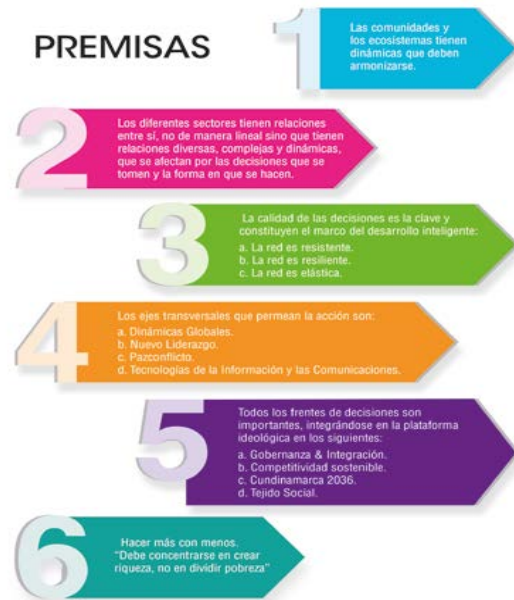 PREMISAS
1
Las comunidades y
los ecosistemas tienen
dinámicas que deben
armonizarse.
2
Los diferentes sectores tienen relaciones
entre sí, no de manera lineal sino que tienen
relaciones diversas, complejas y dinámicas,
que se afectan por las decisiones que se
tomen y la forma en que se hacen.
3
La calidad de las decisiones es la clave y
constituyen el marco del desarrollo inteligente:
a. La red es resistente.
b. La red es resiliente.
c. La red es elástica.
4
Los ejes transversales que permean la acción son:
a. Dinámicas Globales.
b. Nuevo Liderazgo.
c. Pazconflicto.
d. Tecnologías de la Información y las Comunicaciones.
5
Todos los frentes de decisiones son
importantes, integrándose en la plataforma
ideológica en los siguientes:
a. Gobernanza & Integración.
b. Competitividad sostenible.
c. Cundinamarca 2036.
d. Tejido Social.
6
Hacer más con menos.
“Debe concentrarse en crear
riqueza, no en dividir pobreza”